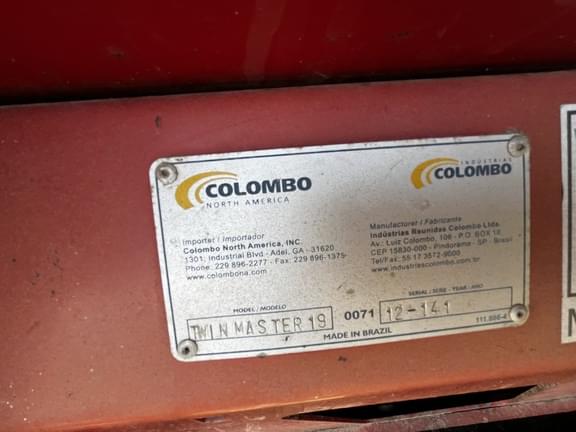 COLOMBO
NORTH AMERICA
Importer / Importador
Colombo North America, INC.
1301, Industrial Blvd - Adel, GA - 31620
Phone: 229 896-2277 - Fax: 229 896-1375
www.colombona.com
INDÚSTRIAS
COLOMBO
Manufacturer / Fabricante
Indústrias Reunidas Colombo Ltda.
Av.: Luiz Colombo, 106 - P.O. BOX 18
CEP 15830-000 - Pindorama - SP - Brasil
Tel/Fax: 55 17 3572-9000
www.industriascolombo.com.br
MODEL / MODELO
TWIN MASTER 19
0071
SERIAL / SERIE - YEAR / ANO
12-141
MADE IN BRAZIL